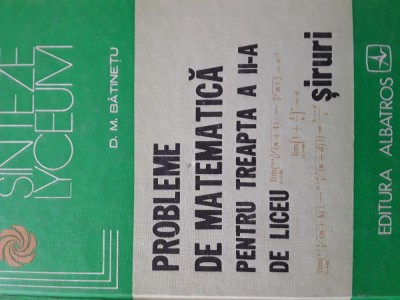 SINTEZE
LYCEUM
D. M. BĂTINEȚU
PROBLEME
DE MATEMATICĂ
PENTRU TREAPTA A II-A
DE LICEU
Șiruri
EDITURA ALBATROS